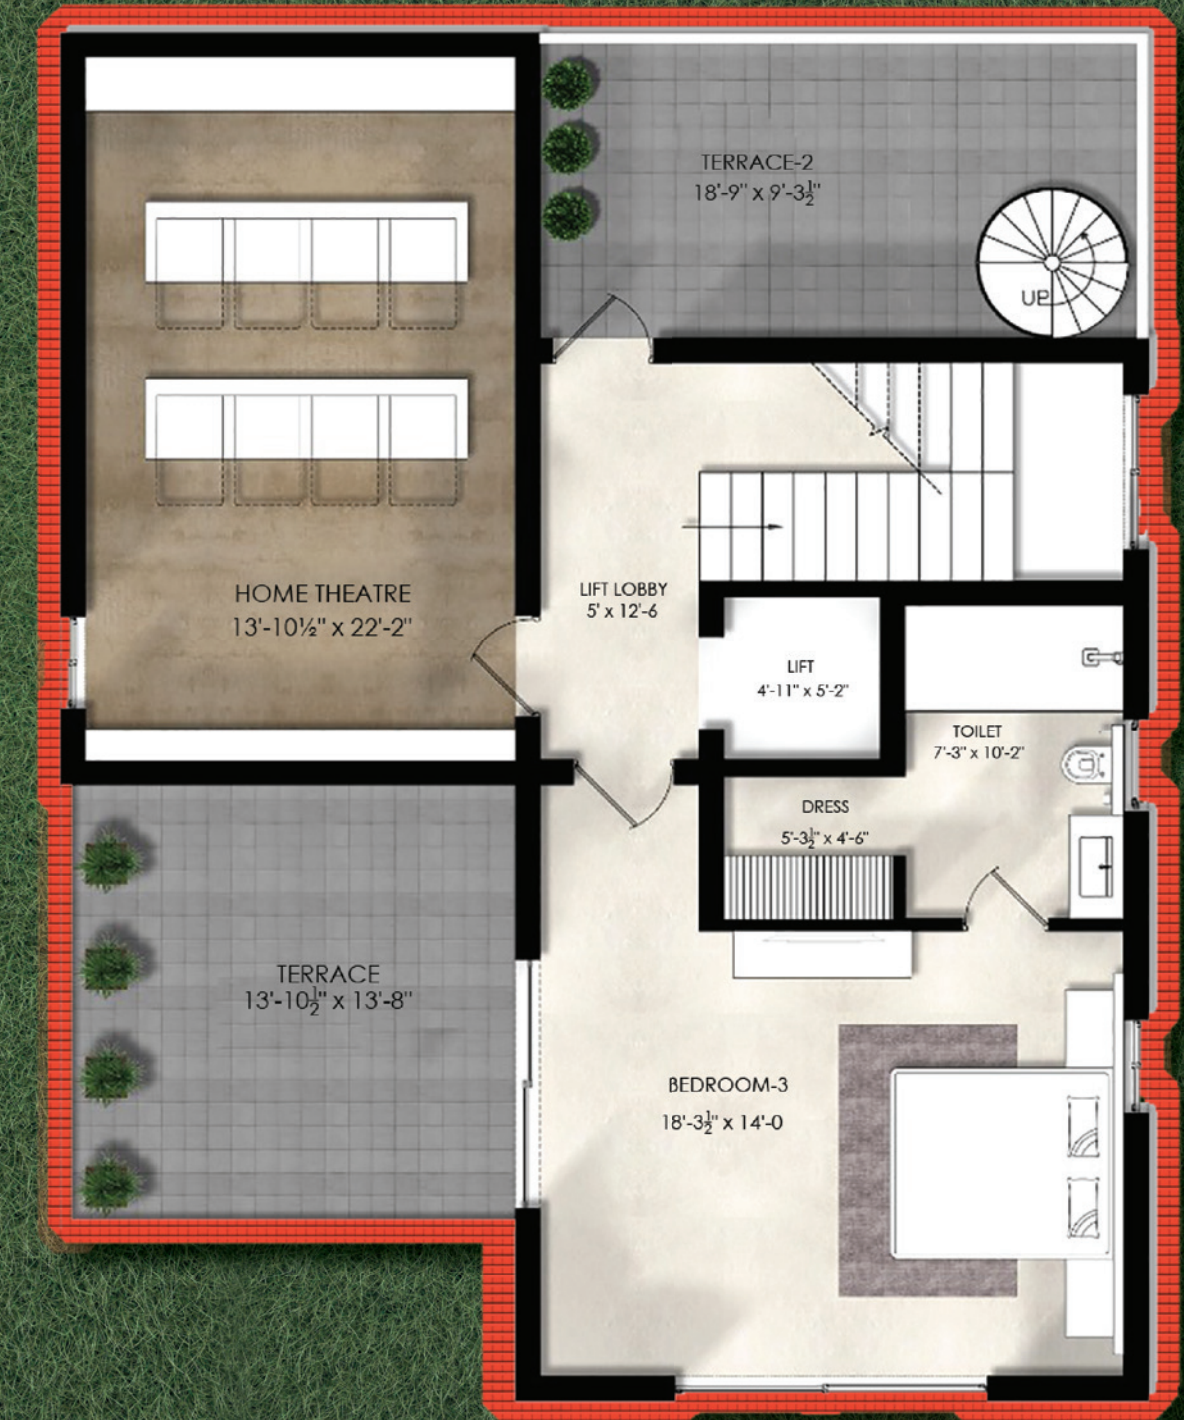 TERRACE-2
18'-9" x 9'-3½"
UP
HOME THEATRE
13'-10½" x 22'-2"
LIFT LOBBY
5' x 12'-6
LIFT
4'-11" x 5'-2"
TOILET
7'-3" x 10'-2"
DRESS
5'-3½" x 4'-6"
TERRACE
13'-10½" x 13'-8"
BEDROOM-3
18'-3½" x 14'-0